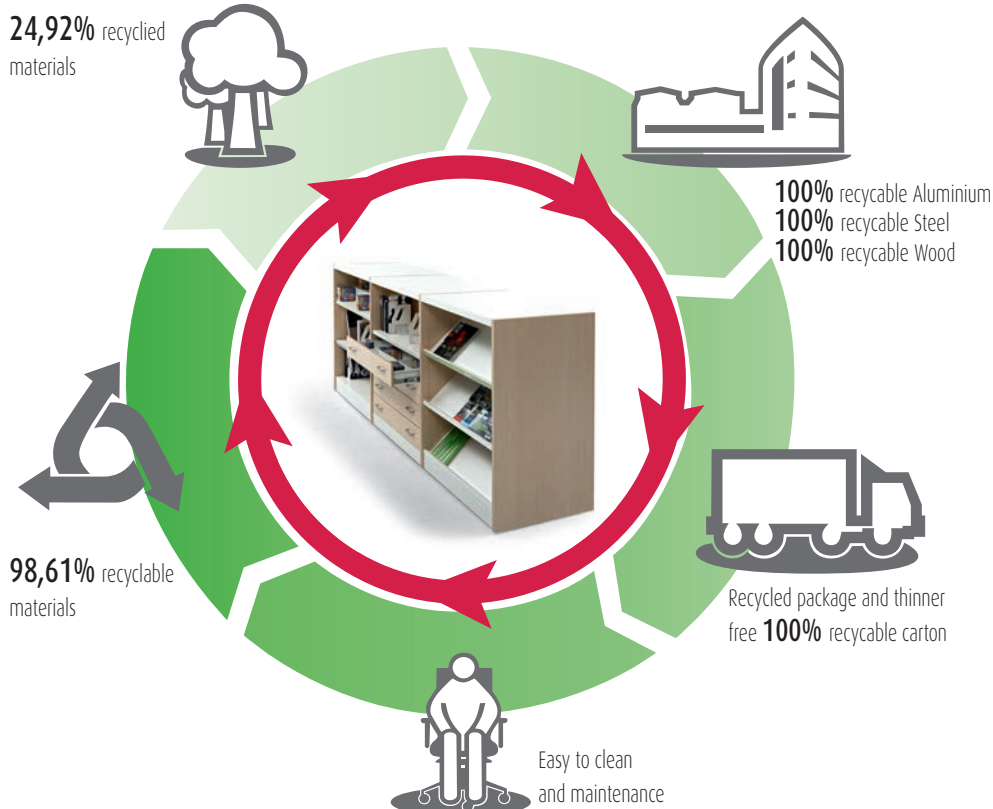 24,92% recyclied
materials
100% recycable Aluminium
100% recycable Steel
100% recycable Wood
Recycled package and thinner
free 100% recycable carton
Easy to clean
and maintenance
98,61% recyclable
materials